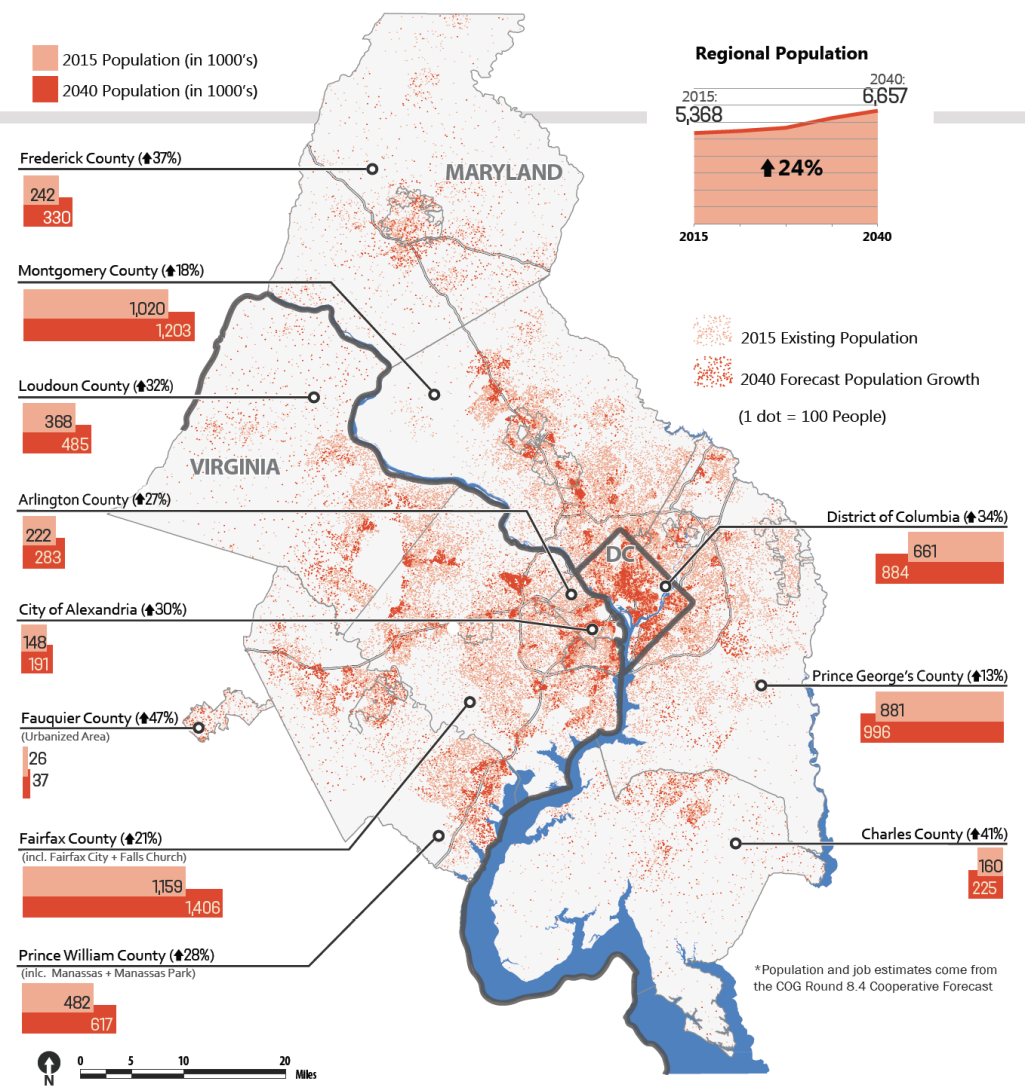 2015 Population (in 1000's)
2040 Population (in 1000's)
Regional Population
2015:
5,368
2040:
6,657
24%
2015
2040
Frederick County (⬆37%)
242
330
MARYLAND
Montgomery County (⬆18%)
1,020
1,203
2015 Existing Population
2040 Forecast Population Growth
(1 dot = 100 People)
Loudoun County (⬆32%)
368
485
VIRGINIA
Arlington County (⬆27%)
222
283
DC
District of Columbia (⬆34%)
661
884
City of Alexandria (⬆30%)
148
191
Prince George's County (⬆13%)
881
996
Fauquier County (⬆47%)
(Urbanized Area)
26
37
Fairfax County (⬆21%)
(incl. Fairfax City + Falls Church)
1,159
1,406
Charles County (⬆41%)
160
225
Prince William County (⬆28%)
(inlc. Manassas + Manassas Park)
482
617
*Population and job estimates come from
the COG Round 8.4 Cooperative Forecast
N
0 5 10 20
Miles